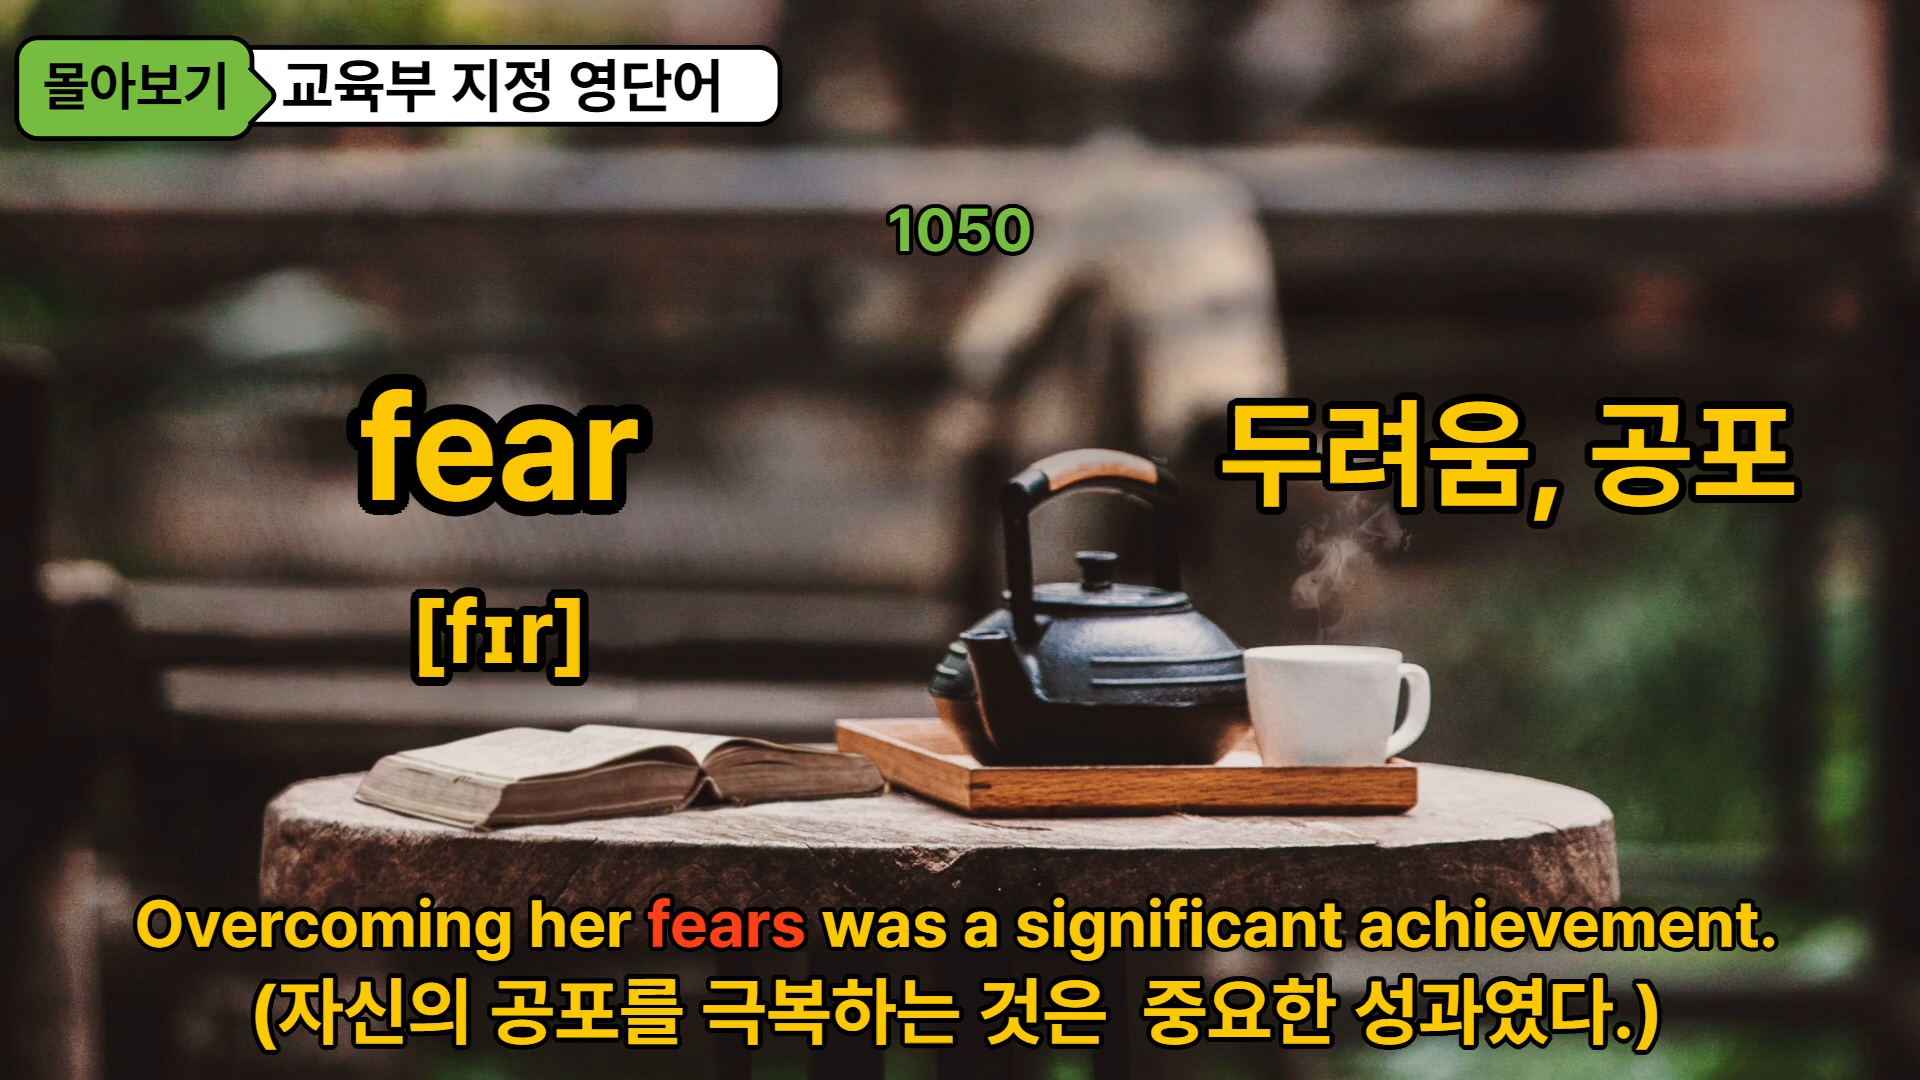 몰아보기 교육부 지정 영단어
1050
fear
두려움, 공포
[fɪr]
Overcoming her fears was a significant achievement.
(자신의 공포를 극복하는 것은 중요한 성과였다.)